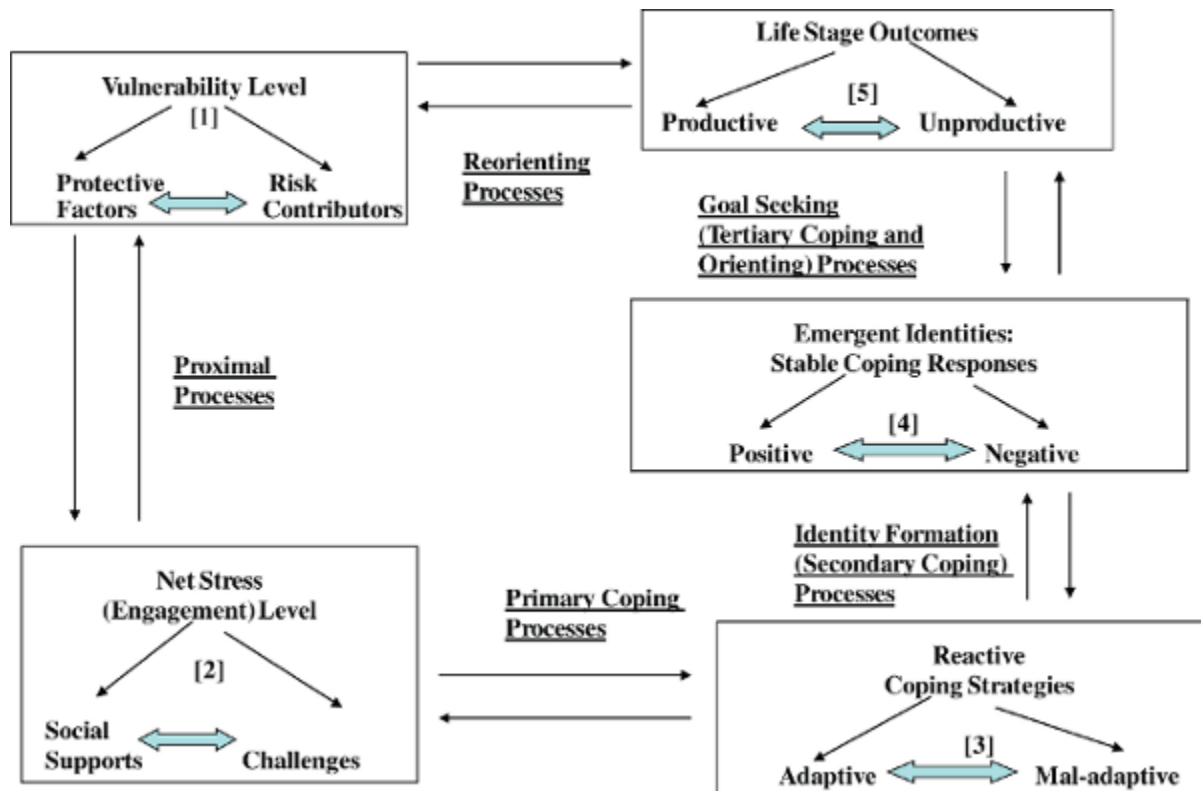 Vulnerability Level
[1]
Protective
Factors
Risk
Contributors
Life Stage Outcomes
[5]
Productive
Unproductive
Reorienting
Processes
Goal Seeking
(Tertiary Coping and
Orienting) Processes
Emergent Identities:
Stable Coping Responses
[4]
Positive
Negative
Proximal
Processes
Identity Formation
(Secondary Coping)
Processes
Net Stress
(Engagement) Level
[2]
Social
Supports
Challenges
Primary Coping
Processes
Reactive
Coping Strategies
[3]
Adaptive
Mal-adaptive